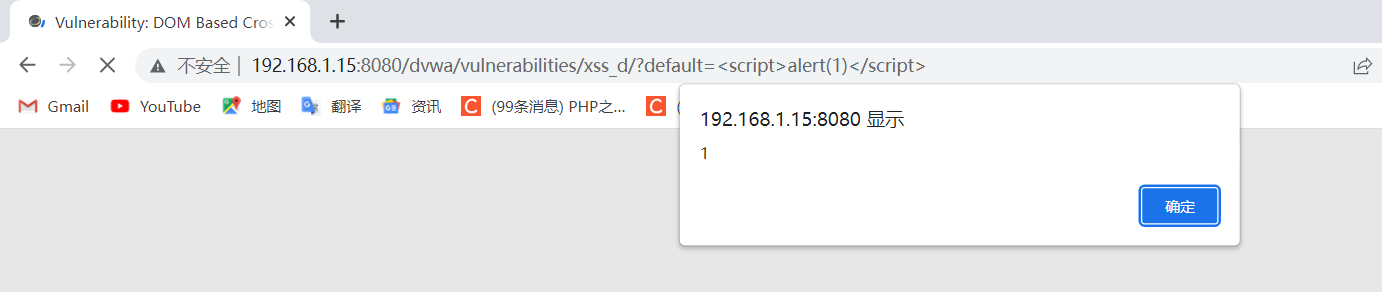 Vulnerability: DOM Based Cros
不安全 | 192.168.1.15:8080/dvwa/vulnerabilities/xss_d/?default=<script>alert(1)</script>
Gmail YouTube 地图 翻译 资讯 C (99条消息) PHP之... C (
192.168.1.15:8080 显示
1
确定